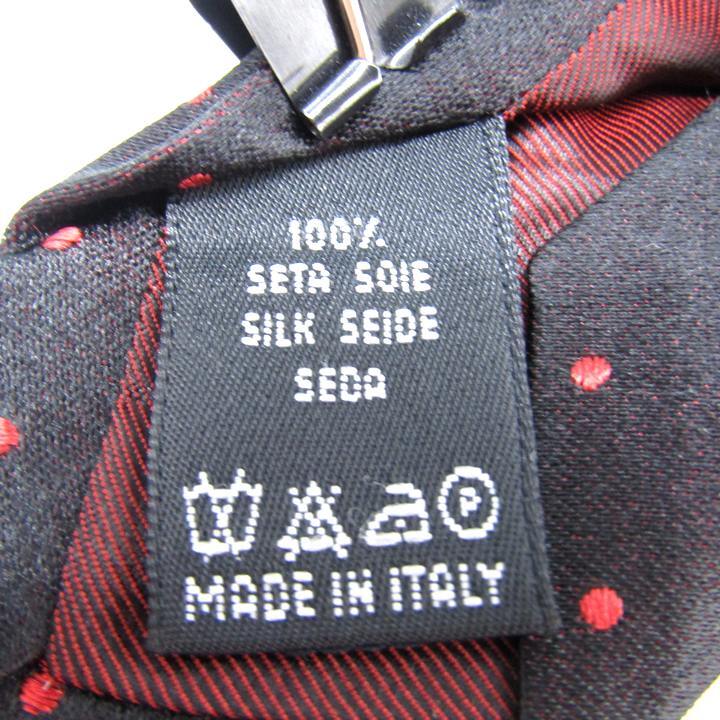 100%
SETA SOIE
SILK SEIDE
SEDA
P
MADE IN ITALY